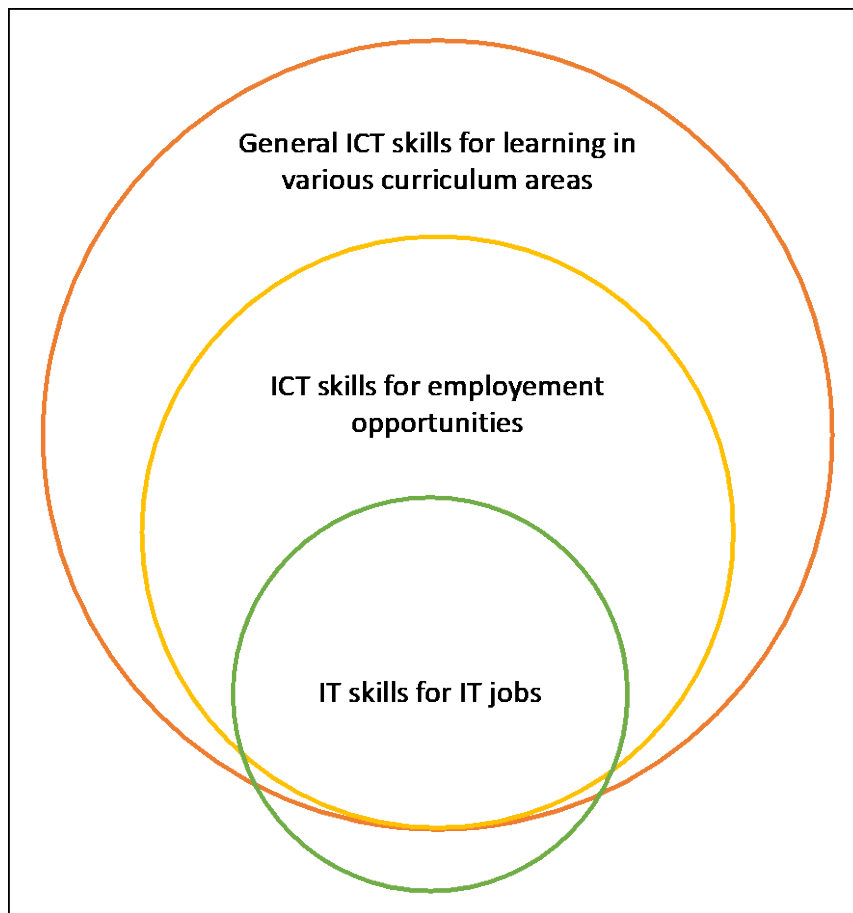 General ICT skills for learning in
various curriculum areas
ICT skills for employement
opportunities
IT skills for IT jobs